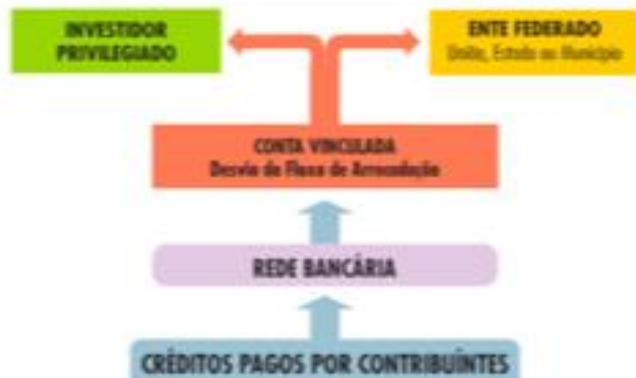 INVESTIDOR
PRIVILEGIADO
ENTE FEDERADO
União, Estado ou Município
CONTA VINCULADA
Desvio do Fluxo de Arrecadação
REDE BANCÁRIA
CRÉDITOS PAGOS POR CONTRIBUÍNTES